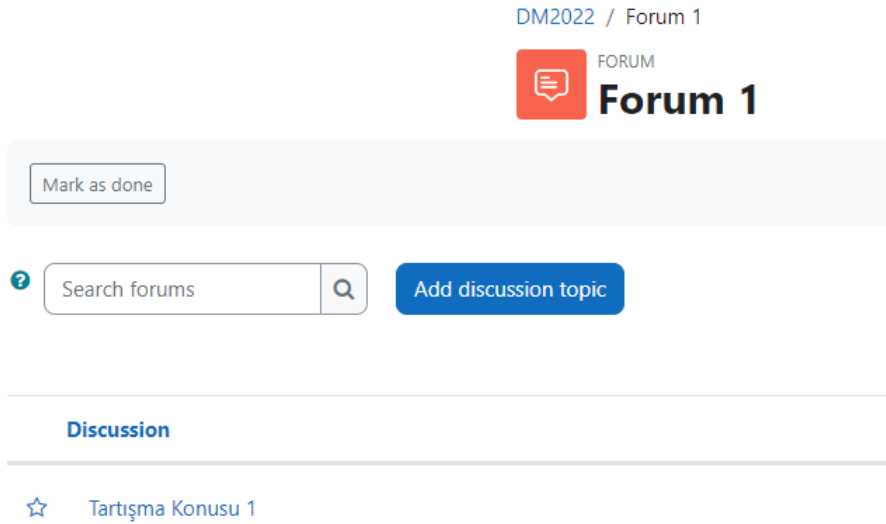 DM2022 / Forum 1
FORUM
Forum 1
Mark as done
Search forums
Add discussion topic
Discussion
Tartışma Konusu 1